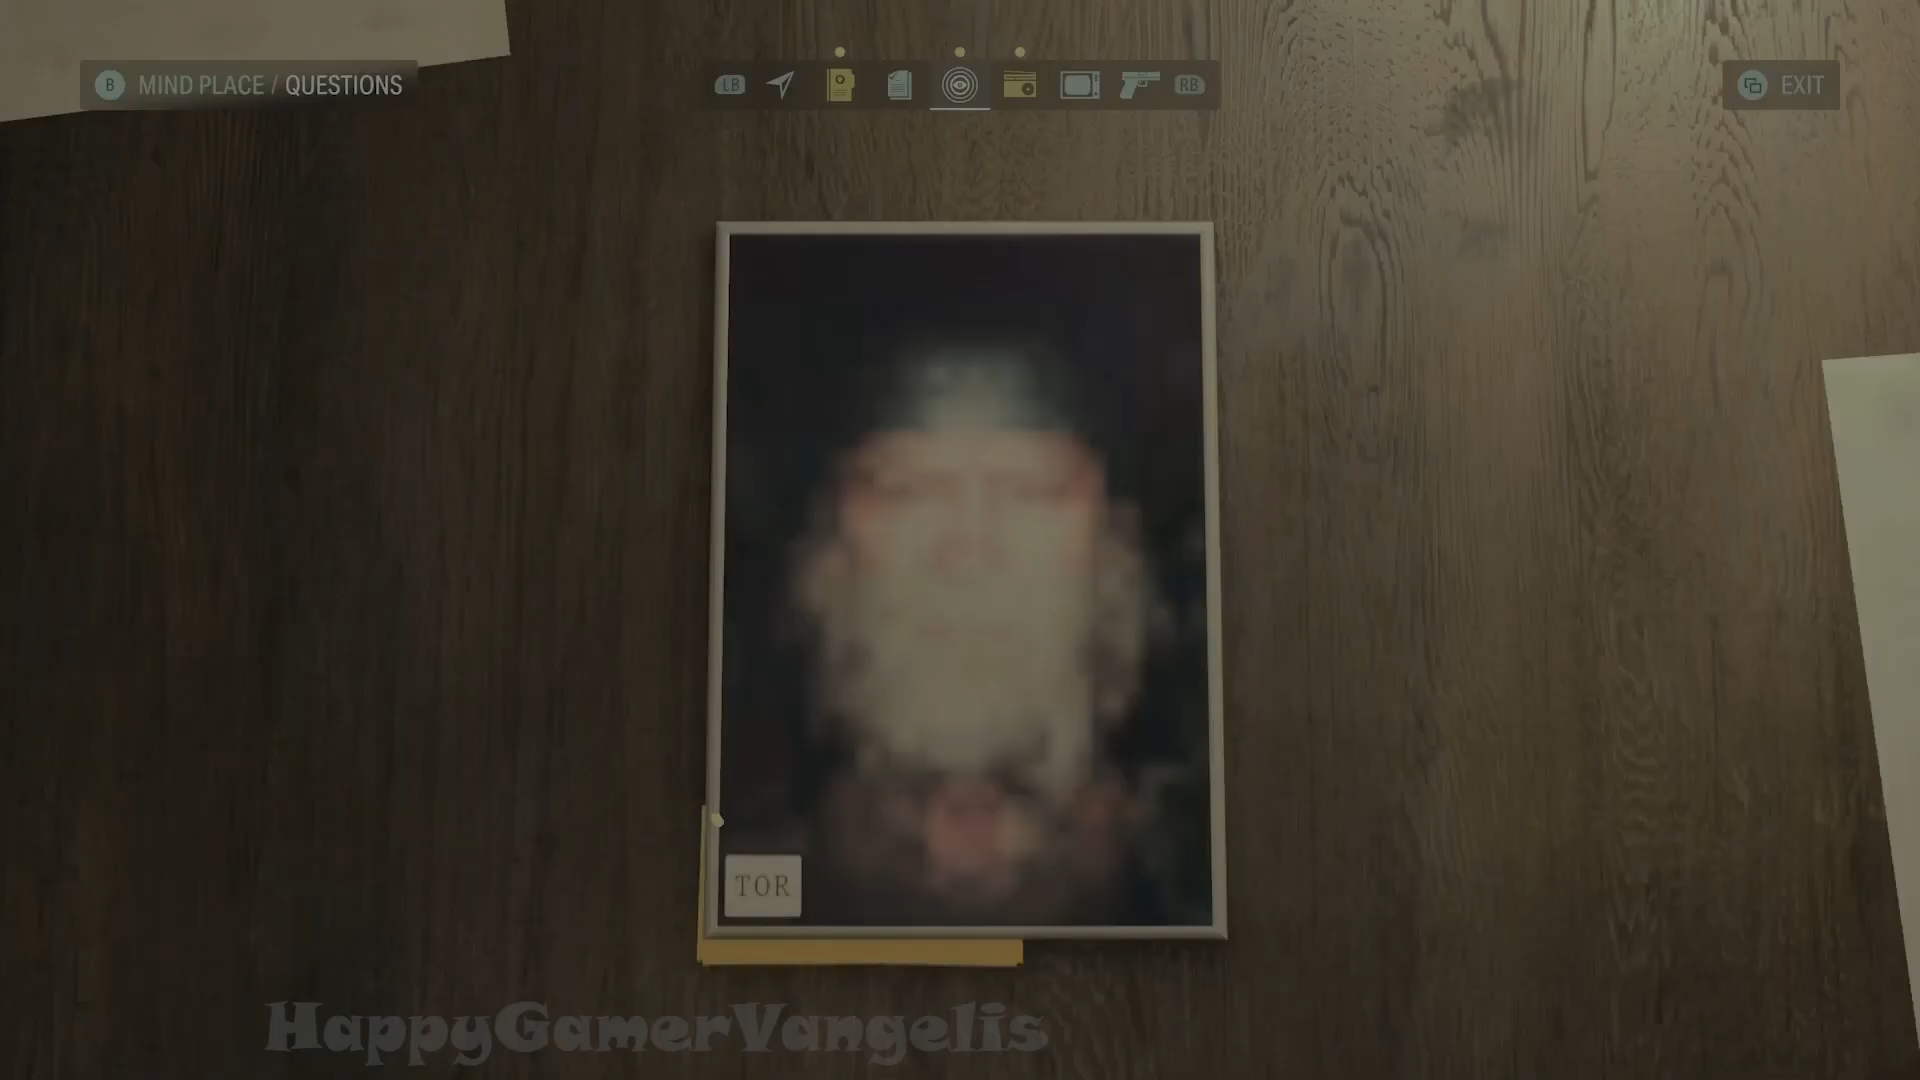 B MIND PLACE / QUESTIONS
LB RB
EXIT
TOR
HappyGamerVangelis